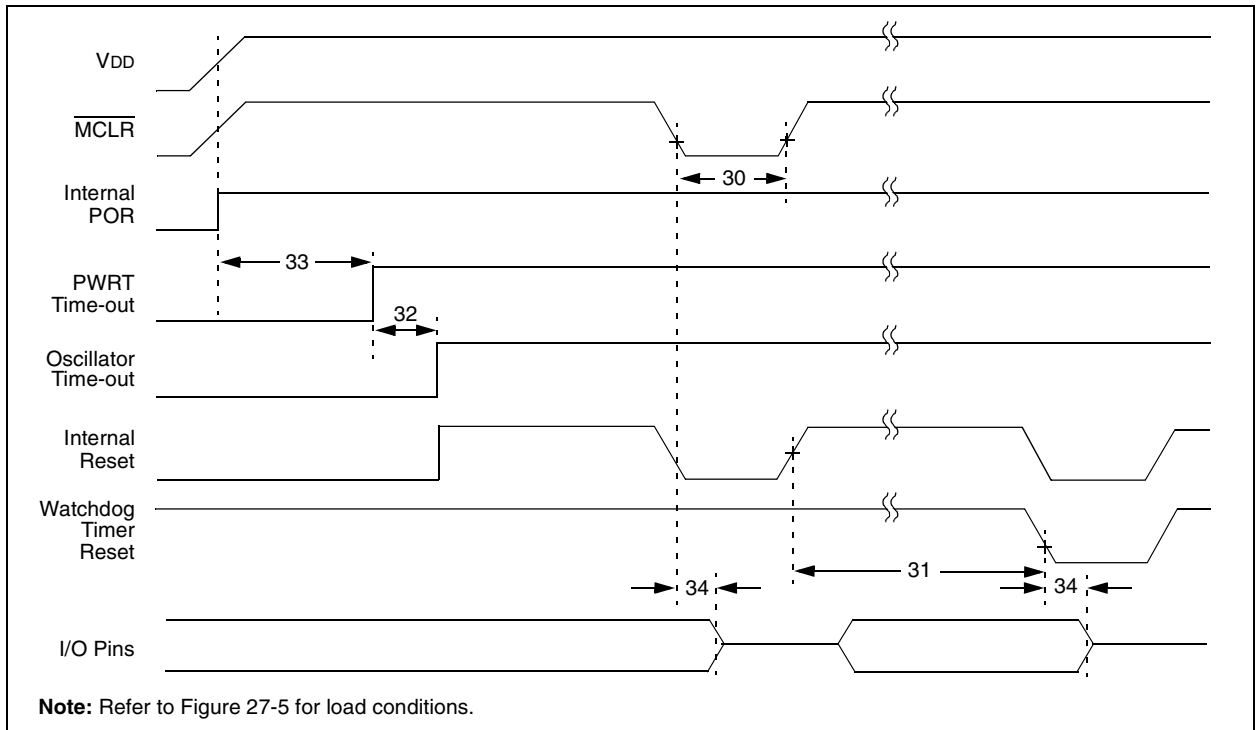 VDD
MCLR
30
Internal
POR
33
PWRT
Time-out
32
Oscillator
Time-out
Internal
Reset
Watchdog
Timer
Reset
31
34
34
I/O Pins
Note: Refer to Figure 27-5 for load conditions.